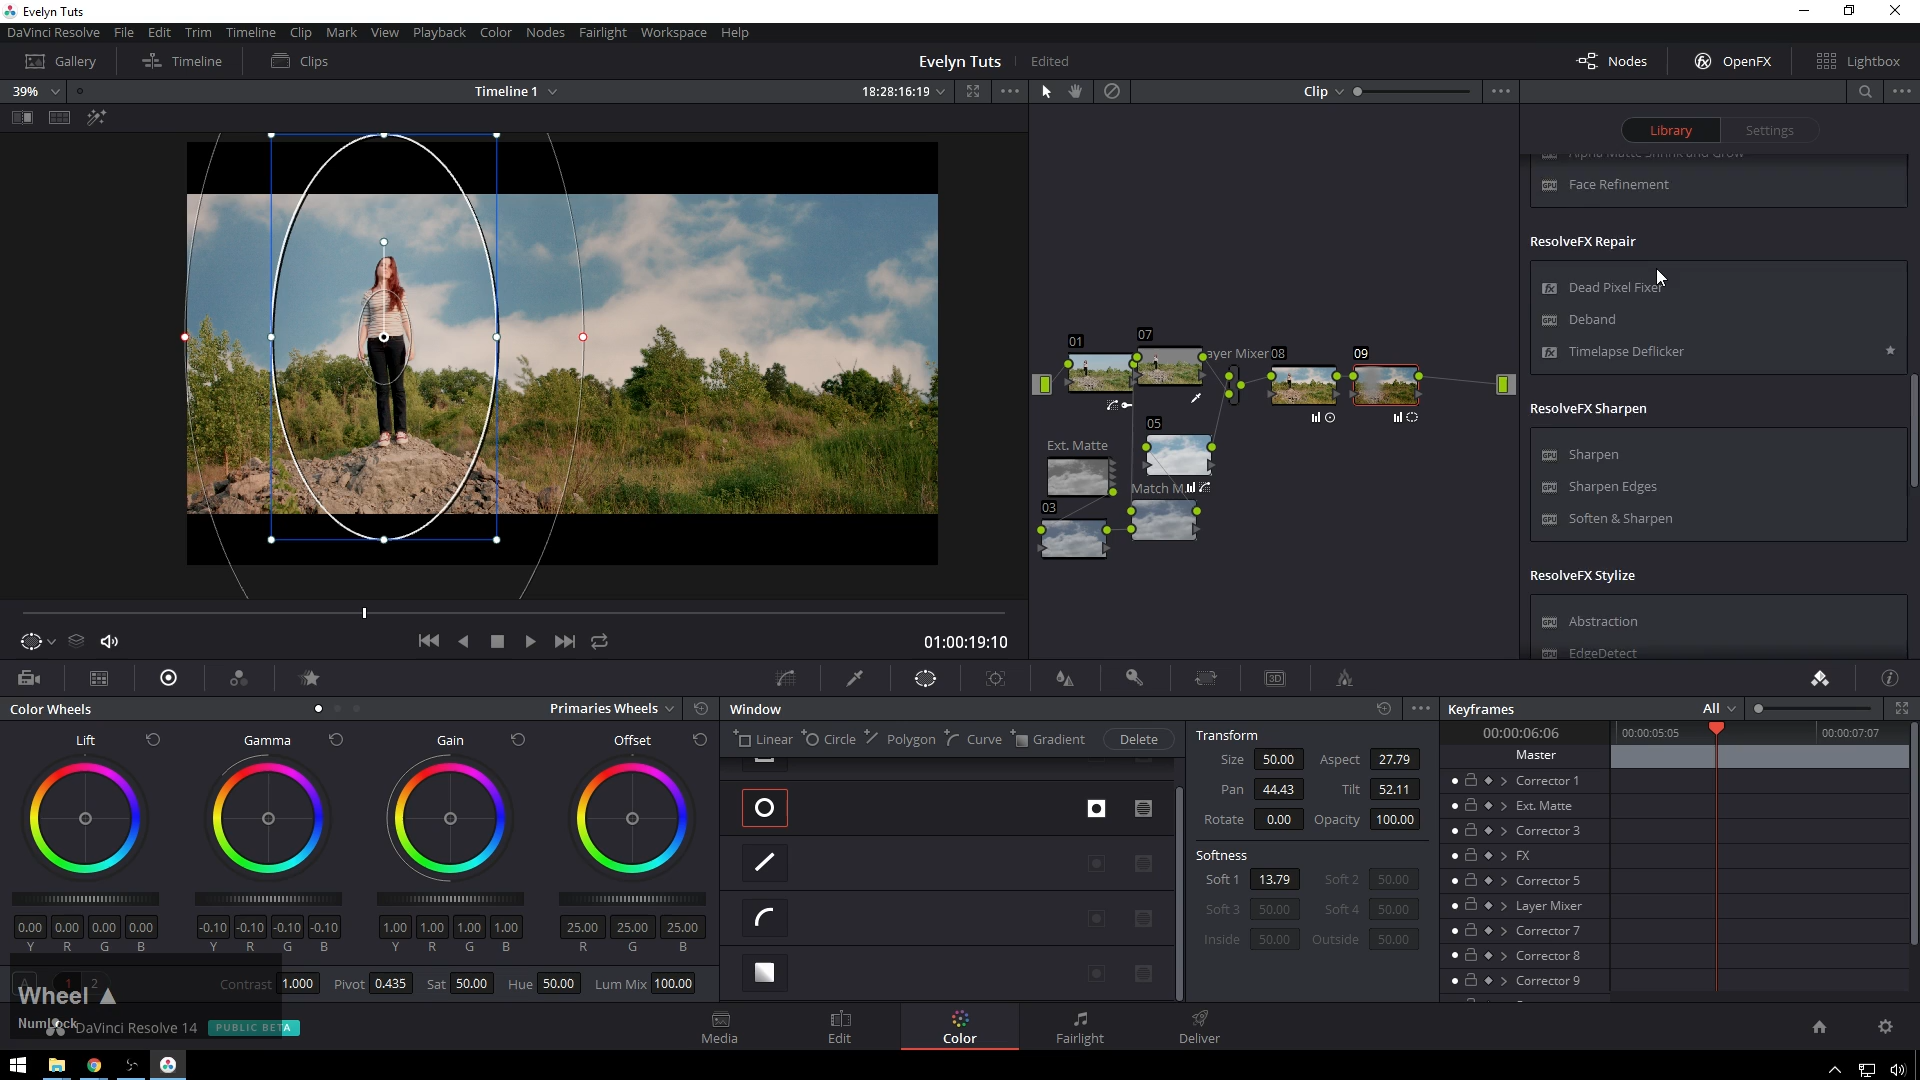 Evelyn Tuts
DaVinci Resolve File Edit Trim Timeline Clip Mark View Playback Color Nodes Fairlight Workspace Help
Gallery Timeline Clips Evelyn Tuts Edited Nodes OpenFX Lightbox
39% Timeline 1 18:28:16:19 Clip
Library Settings
Alpha Matte Shrink and Grow
Face Refinement
ResolveFX Repair
Dead Pixel Fixer
Deband
Timelapse Deflicker
ResolveFX Sharpen
Sharpen
Sharpen Edges
Soften & Sharpen
ResolveFX Stylize
Abstraction
EdgeDetect
01 07 ayer Mixer 08 09
05
Ext. Matte
Match M
03
01:00:19:10
3D
Color Wheels Primaries Wheels
Lift Gamma Gain Offset
0.00 0.00 0.00 0.00 -0.10 -0.10 -0.10 -0.10 1.00 1.00 1.00 1.00 25.00 25.00 25.00
Y R G B Y R G B Y R G B R G B
A 1 2 Contrast 1.000 Pivot 0.435 Sat 50.00 Hue 50.00 Lum Mix 100.00
Wheel
NumLock
DaVinci Resolve 14 PUBLIC BETA
Window
Linear Circle Polygon Curve Gradient Delete
Transform
Size 50.00 Aspect 27.79
Pan 44.43 Tilt 52.11
Rotate 0.00 Opacity 100.00
Softness
Soft 1 13.79 Soft 2 50.00
Soft 3 50.00 Soft 4 50.00
Inside 50.00 Outside 50.00
Keyframes All
00:00:06:06 00:00:05:05 00:00:07:07
Master
Corrector 1
Ext. Matte
Corrector 3
FX
Corrector 5
Layer Mixer
Corrector 7
Corrector 8
Corrector 9
Media Edit Color Fairlight Deliver